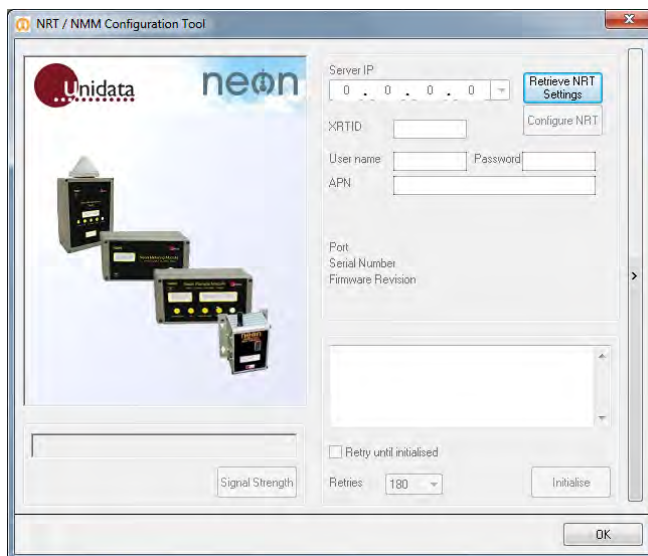 NRT / NMM Configuration Tool
Unidata
neon
Server IP
0 . 0 . 0 . 0
Retrieve NRT
Settings
Configure NRT
XRTID
User name
Password
APN
Port
Serial Number
Firmware Revision
Retry until initialised
Signal Strength
Retries
180
Initialise
OK